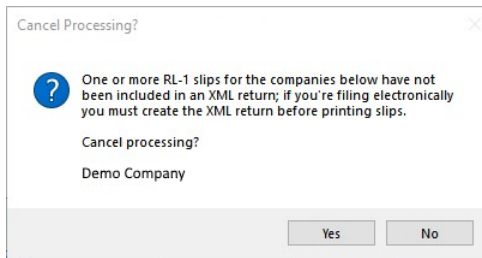 Cancel Processing?
One or more RL-1 slips for the companies below have not
been included in an XML return; if you're filing electronically
you must create the XML return before printing slips.
Cancel processing?
Demo Company
Yes No